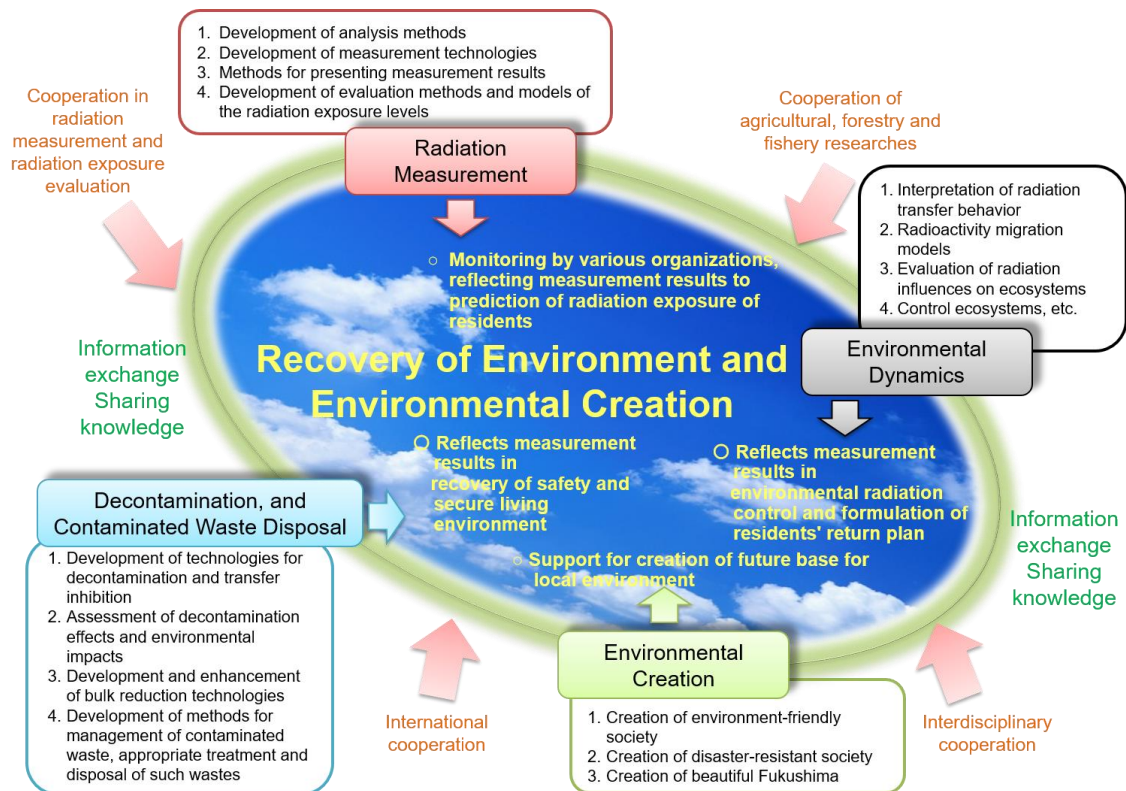 1. Development of analysis methods
2. Development of measurement technologies
3. Methods for presenting measurement results
4. Development of evaluation methods and models of
the radiation exposure levels
Radiation
Measurement
Cooperation in
radiation
measurement and
radiation exposure
evaluation
Cooperation of
agricultural, forestry and
fishery researches
1. Interpretation of radiation
transfer behavior
2. Radioactivity migration
models
3. Evaluation of radiation
influences on ecosystems
4. Control ecosystems, etc.
Environmental
Dynamics
○ Monitoring by various organizations,
reflecting measurement results to
prediction of radiation exposure of
residents
Information
exchange
Sharing
knowledge
Recovery of Environment and
Environmental Creation
○ Reflects measurement
results in
recovery of safety and
secure living
environment
○ Reflects measurement
results in
environmental radiation
control and formulation of
residents' return plan
○ Support for creation of future base for
local environment
Decontamination, and
Contaminated Waste Disposal
1. Development of technologies for
decontamination and transfer
inhibition
2. Assessment of decontamination
effects and environmental
impacts
3. Development and enhancement
of bulk reduction technologies
4. Development of methods for
management of contaminated
waste, appropriate treatment and
disposal of such wastes
International
cooperation
Environmental
Creation
1. Creation of environment-friendly
society
2. Creation of disaster-resistant society
3. Creation of beautiful Fukushima
Interdisciplinary
cooperation
Information
exchange
Sharing
knowledge